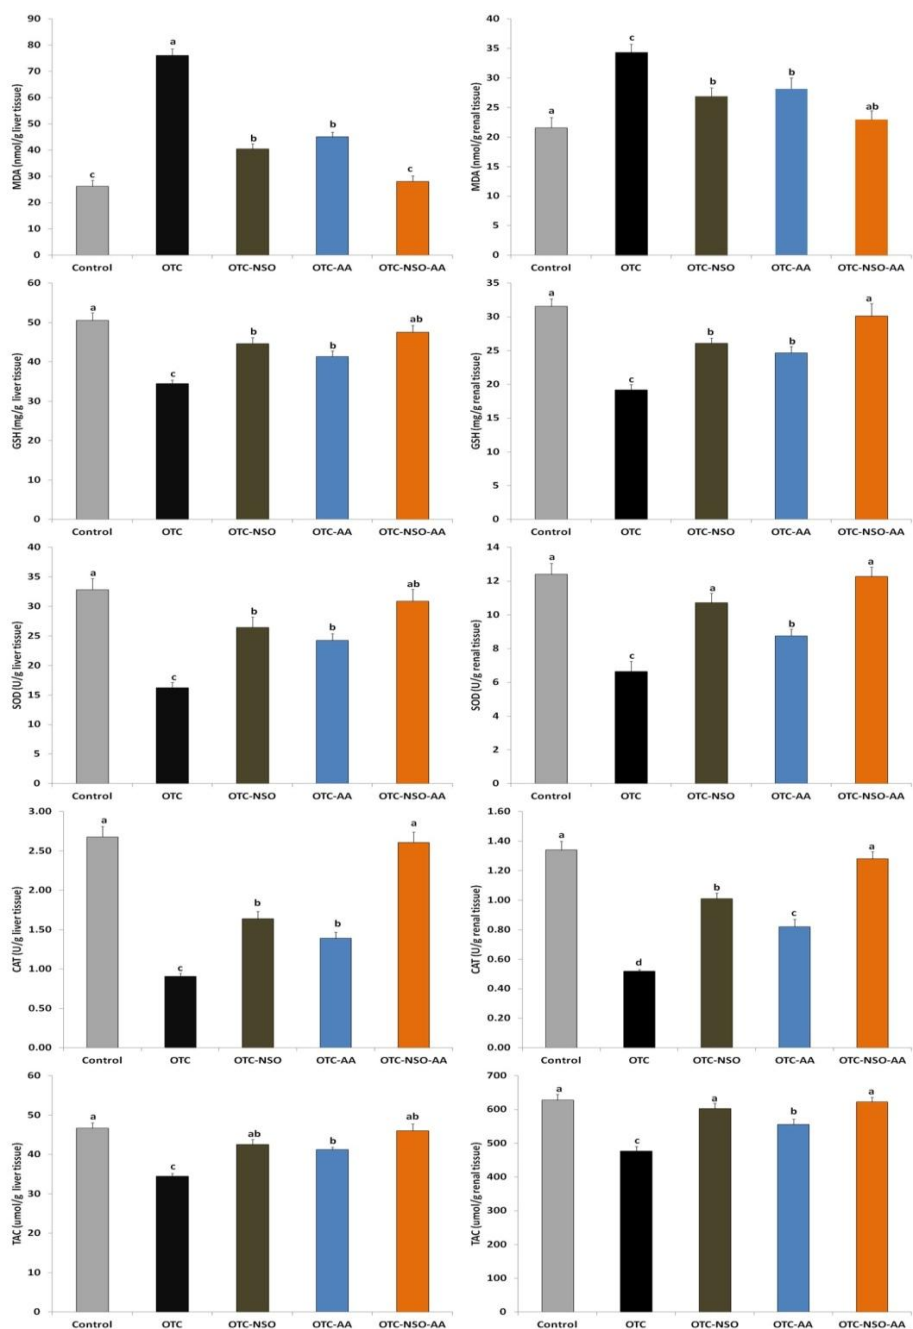 MDA (nmol/g liver tissue)
90
80
70
60
50
40
30
20
10
0
c
a
b
b
c
Control OTC OTC-NSO OTC-AA OTC-NSO-AA
MDA (nmol/g renal tissue)
40
35
30
25
20
15
10
5
0
a
c
b
b
ab
Control OTC OTC-NSO OTC-AA OTC-NSO-AA
GSH (mg/g liver tissue)
60
50
40
30
20
10
0
a
c
b
b
ab
Control OTC OTC-NSO OTC-AA OTC-NSO-AA
GSH (mg/g renal tissue)
35
30
25
20
15
10
5
0
a
c
b
b
a
Control OTC OTC-NSO OTC-AA OTC-NSO-AA
SOD (U/g liver tissue)
40
35
30
25
20
15
10
5
0
a
c
b
b
ab
Control OTC OTC-NSO OTC-AA OTC-NSO-AA
SOD (U/g renal tissue)
14
12
10
8
6
4
2
0
a
c
a
b
a
Control OTC OTC-NSO OTC-AA OTC-NSO-AA
CAT (U/g liver tissue)
3.00
2.50
2.00
1.50
1.00
0.50
0.00
a
c
b
b
a
Control OTC OTC-NSO OTC-AA OTC-NSO-AA
CAT (U/g renal tissue)
1.60
1.40
1.20
1.00
0.80
0.60
0.40
0.20
0.00
a
d
b
c
a
Control OTC OTC-NSO OTC-AA OTC-NSO-AA
TAC (umol/g liver tissue)
60
50
40
30
20
10
0
a
c
ab
b
ab
Control OTC OTC-NSO OTC-AA OTC-NSO-AA
TAC (umol/g renal tissue)
700
600
500
400
300
200
100
0
a
c
a
b
a
Control OTC OTC-NSO OTC-AA OTC-NSO-AA